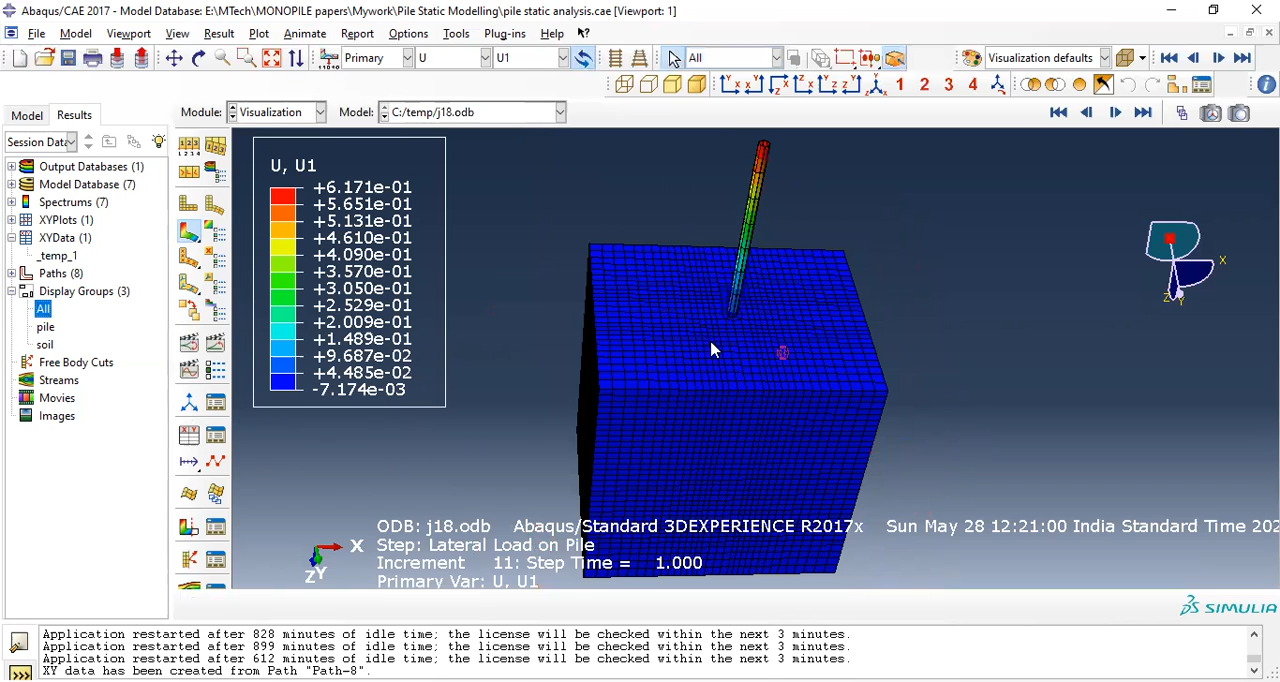 Abaqus/CAE 2017 - Model Database: E:\MTech\MONOPILE papers\Mywork\Pile Static Modelling\pile static analysis.cae [Viewport: 1]
File Model Viewport View Result Plot Animate Report Options Tools Plug-ins Help
Primary U U1 All Visualization defaults
1 2 3 4
Model Results Module: Visualization Model: C:/temp/j18.odb
Session Data
Output Databases (1)
Model Database (7)
Spectrums (7)
XYPlots (1)
XYData (1)
_temp_1
Paths (8)
Display Groups (3)
All
pile
soil
Free Body Cuts
Streams
Movies
Images
U, U1
+6.171e-01
+5.651e-01
+5.131e-01
+4.610e-01
+4.090e-01
+3.570e-01
+3.050e-01
+2.529e-01
+2.009e-01
+1.489e-01
+9.687e-02
+4.485e-02
-7.174e-03
X
Z Y
X
ZY
ODB: j18.odb Abaqus/Standard 3DEXPERIENCE R2017x Sun May 28 12:21:00 India Standard Time 202
Step: Lateral Load on Pile
Increment 11: Step Time = 1.000
Primary Var: U, U1
SIMULIA
Application restarted after 828 minutes of idle time; the license will be checked within the next 3 minutes.
Application restarted after 899 minutes of idle time; the license will be checked within the next 3 minutes.
Application restarted after 612 minutes of idle time; the license will be checked within the next 3 minutes.
XY data has been created from Path "Path-8".